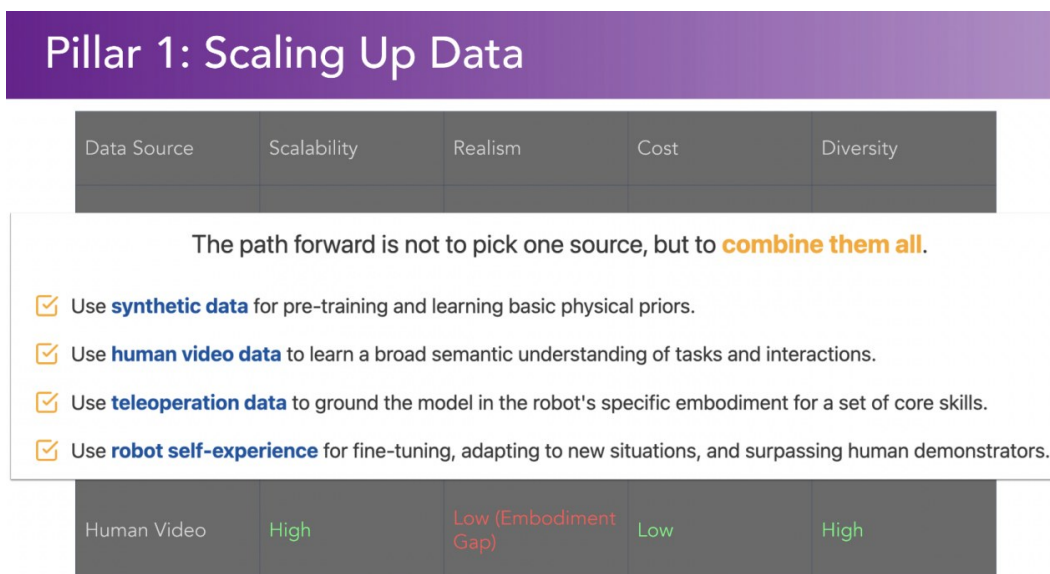 Pillar 1: Scaling Up Data
Data Source Scalability Realism Cost Diversity
The path forward is not to pick one source, but to combine them all.
Use synthetic data for pre-training and learning basic physical priors.
Use human video data to learn a broad semantic understanding of tasks and interactions.
Use teleoperation data to ground the model in the robot's specific embodiment for a set of core skills.
Use robot self-experience for fine-tuning, adapting to new situations, and surpassing human demonstrators.
Human Video High Low (Embodiment Low High
Gap)